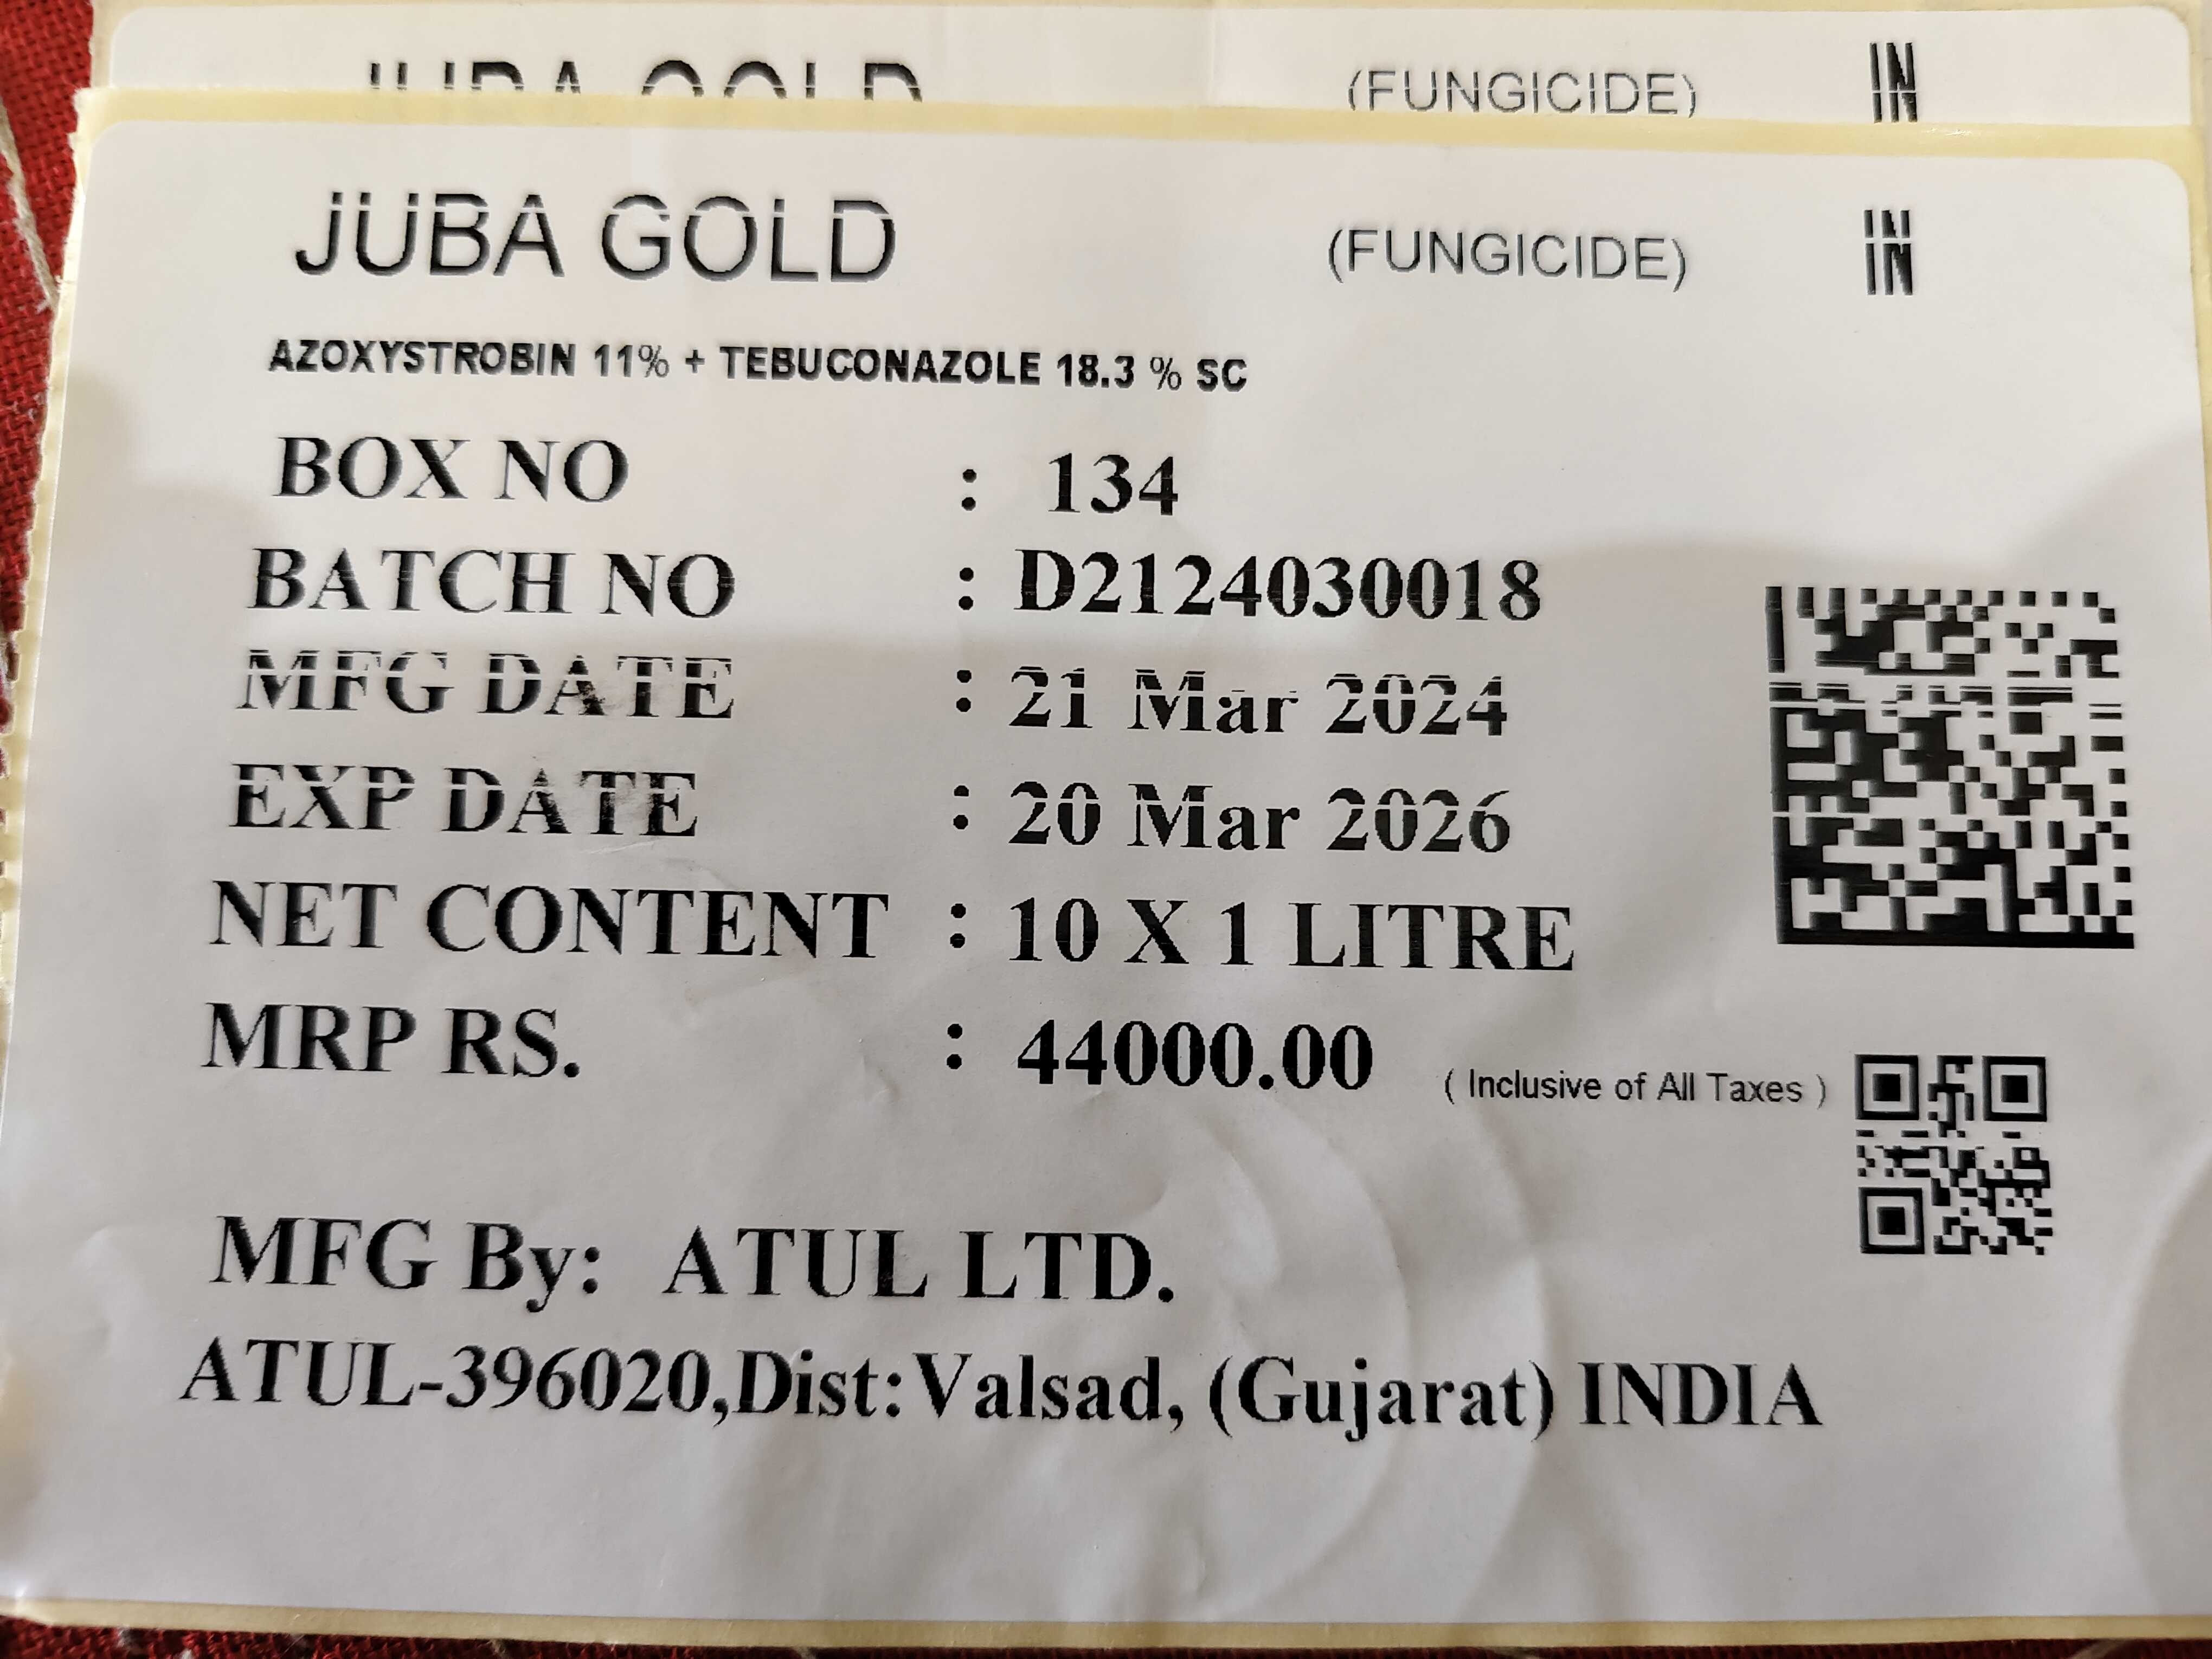 JUBA GOLD (FUNGICIDE) IN
JUBA GOLD (FUNGICIDE) IN
AZOXYSTROBIN 11% + TEBUCONAZOLE 18.3 % SC
BOX NO : 134
BATCH NO : D2124030018
MFG DATE : 21 Mar 2024
EXP DATE : 20 Mar 2026
NET CONTENT : 10 X 1 LITRE
MRP RS. : 44000.00 ( Inclusive of All Taxes )
MFG By: ATUL LTD.
ATUL-396020,Dist:Valsad, (Gujarat) INDIA